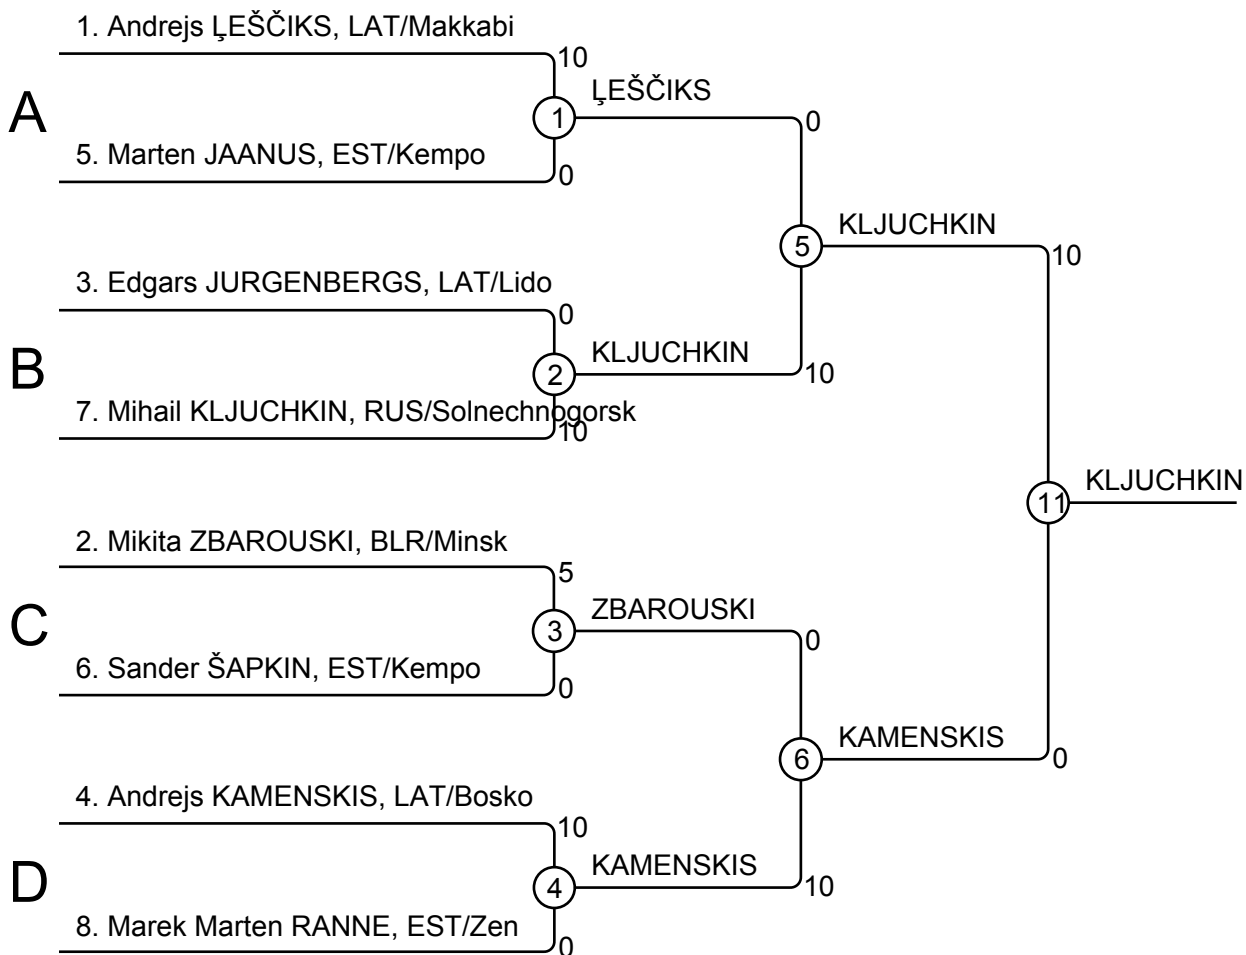 1. Andrejs ĻEŠČIKS, LAT/Makkabi
10
A
1
ĻEŠČIKS
0
5. Marten JAANUS, EST/Kempo
0
5
KLJUCHKIN
10
3. Edgars JURGENBERGS, LAT/Lido
0
B
2
KLJUCHKIN
10
7. Mihail KLJUCHKIN, RUS/Solnechnogorsk
10
11
KLJUCHKIN
2. Mikita ZBAROUSKI, BLR/Minsk
5
C
3
ZBAROUSKI
0
6. Sander ŠAPKIN, EST/Kempo
0
6
KAMENSKIS
0
4. Andrejs KAMENSKIS, LAT/Bosko
10
D
4
KAMENSKIS
10
8. Marek Marten RANNE, EST/Zen
0